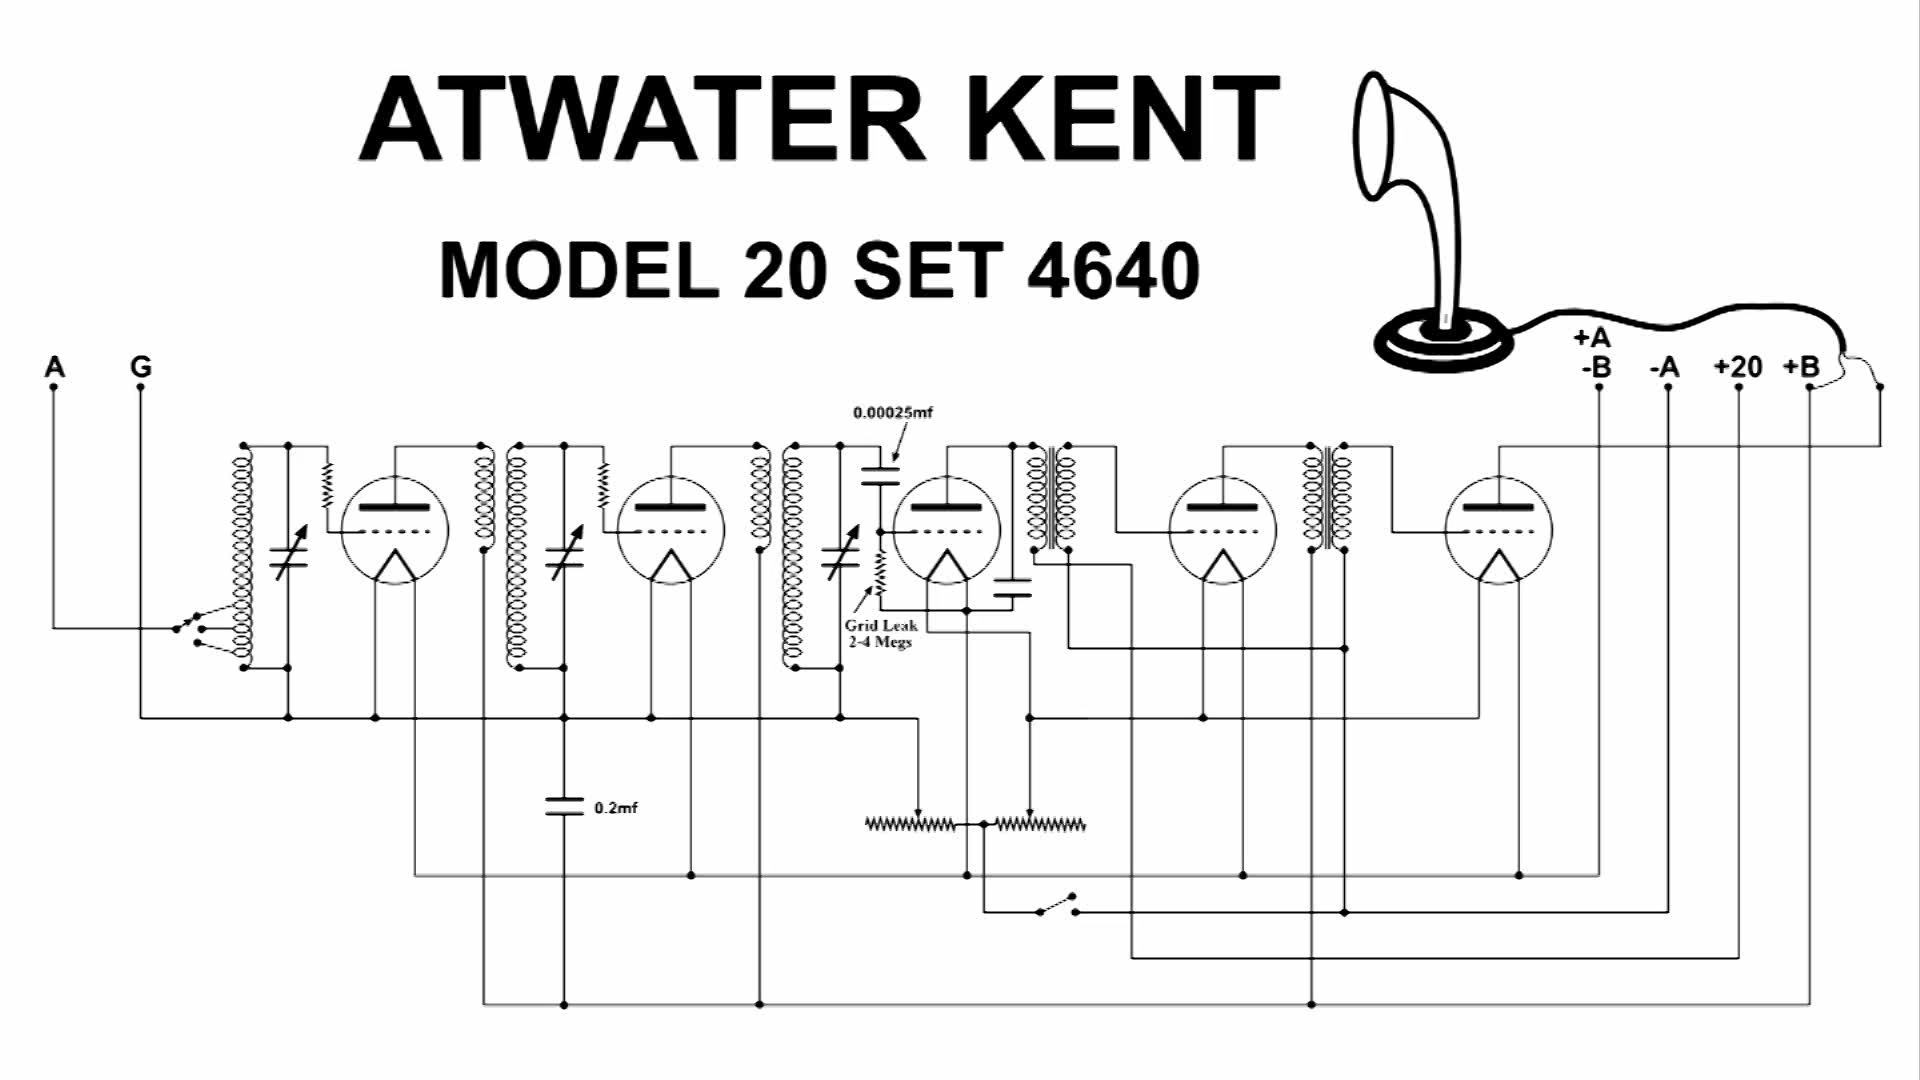 ATWATER KENT
MODEL 20 SET 4640
+A
A G -B -A +20 +B
0.00025mf
Grid Leak
2-4 Megs
0.2mf